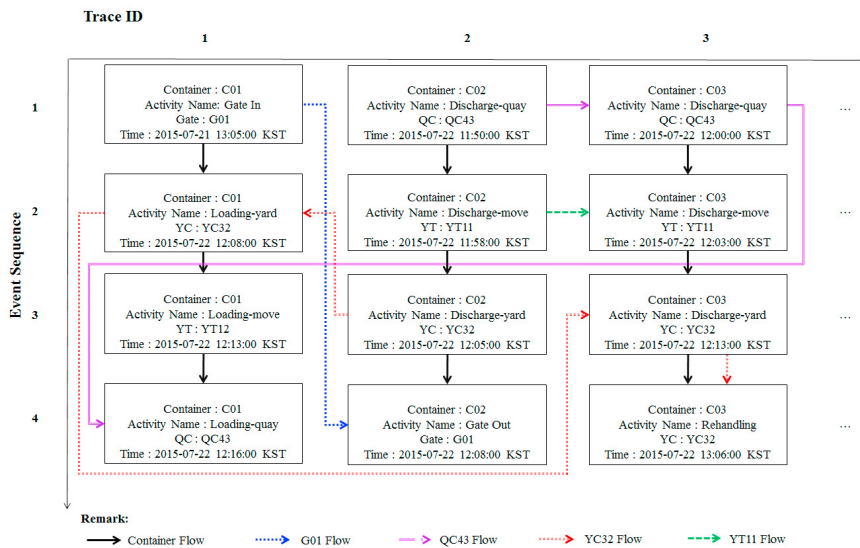 Trace ID
1
2
3
Event Sequence
1
Container : C01
Activity Name: Gate In
Gate : G01
Time : 2015-07-21 13:05:00 KST
Container : C02
Activity Name : Discharge-quay
QC : QC43
Time : 2015-07-22 11:50:00 KST
Container : C03
Activity Name : Discharge-quay
QC : QC43
Time : 2015-07-22 12:00:00 KST
...
2
Container : C01
Activity Name : Loading-yard
YC : YC32
Time : 2015-07-22 12:08:00 KST
Container : C02
Activity Name : Discharge-move
YT : YT11
Time : 2015-07-22 11:58:00 KST
Container : C03
Activity Name : Discharge-move
YT : YT11
Time : 2015-07-22 12:03:00 KST
...
3
Container : C01
Activity Name : Loading-move
YT : YT12
Time : 2015-07-22 12:13:00 KST
Container : C02
Activity Name : Discharge-yard
YC : YC32
Time : 2015-07-22 12:05:00 KST
Container : C03
Activity Name : Discharge-yard
YC : YC32
Time : 2015-07-22 12:13:00 KST
...
4
Container : C01
Activity Name : Loading-quay
QC : QC43
Time : 2015-07-22 12:16:00 KST
Container : C02
Activity Name : Gate Out
Gate : G01
Time : 2015-07-22 12:08:00 KST
Container : C03
Activity Name : Rehandling
YC : YC32
Time : 2015-07-22 13:06:00 KST
...
Remark:
Container Flow
G01 Flow
QC43 Flow
YC32 Flow
YT11 Flow